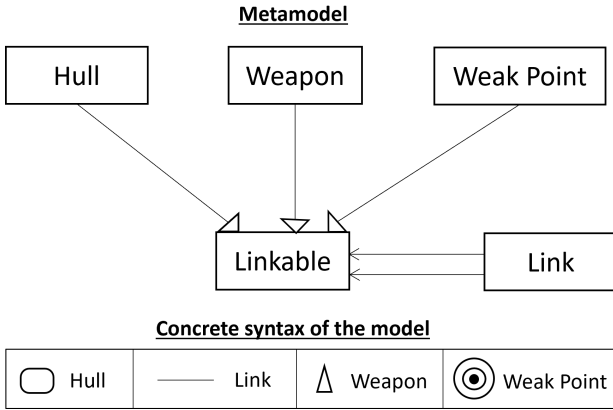 Metamodel
Hull Weapon Weak Point
Linkable Link
Concrete syntax of the model
Hull Link Weapon Weak Point